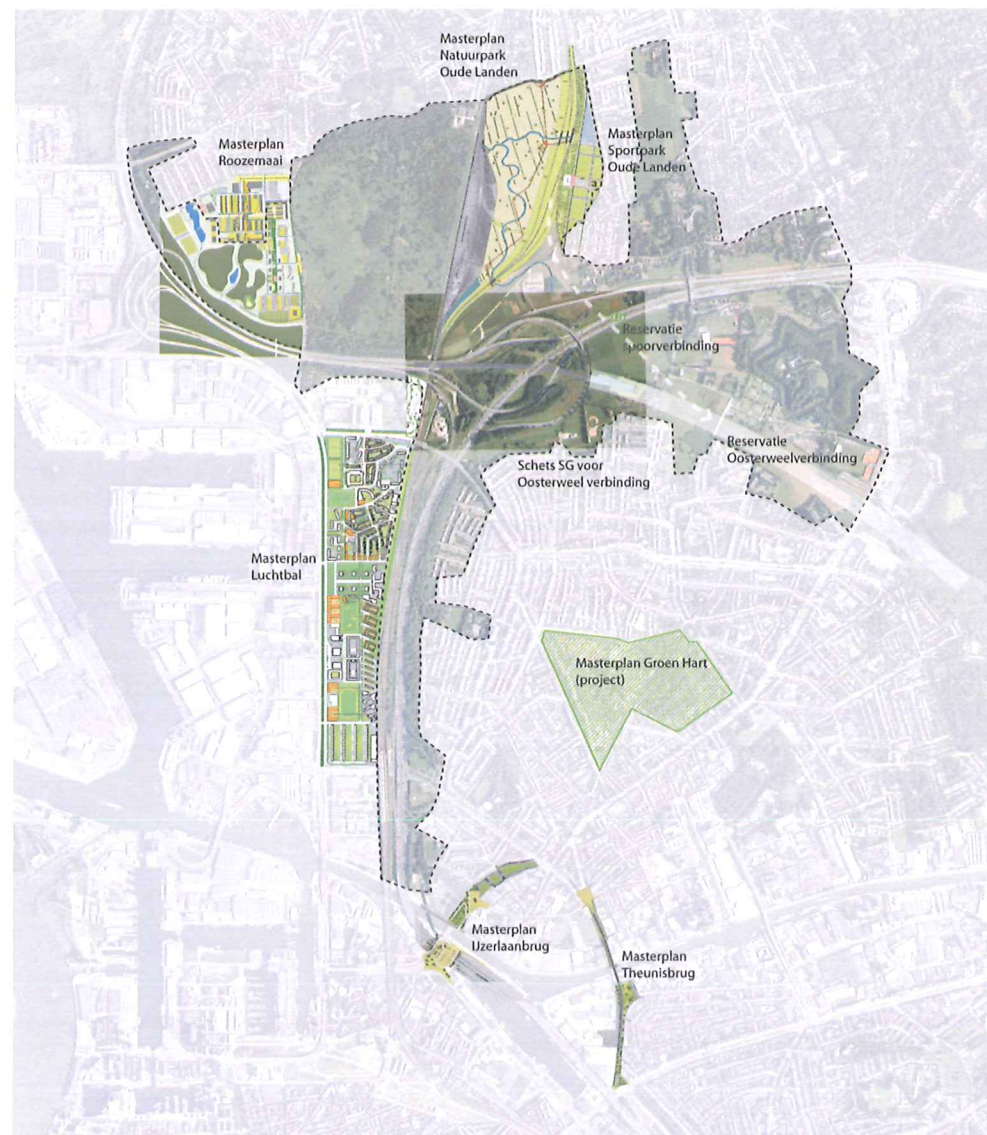 Masterplan
Natuurpark
Oude Landen
Masterplan
Roozemaai
Masterplan
Sportpark
Oude Landen
Reservatie
spoorverbinding
Reservatie
Oosterweelverbinding
Schets SG voor
Oosterweel verbinding
Masterplan
Luchtbal
Masterplan Groen Hart
(project)
Masterplan
IJzerlaanbrug
Masterplan
Theunisbrug